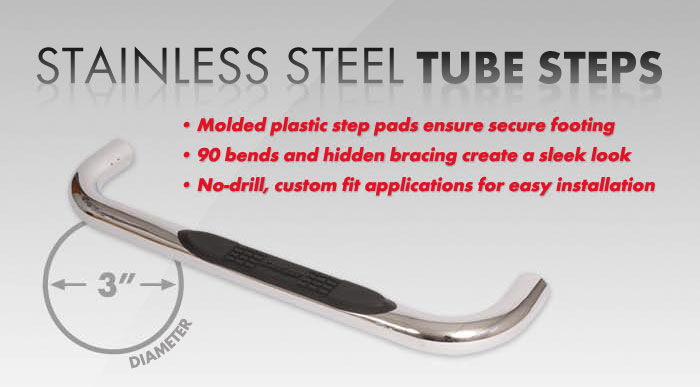 STAINLESS STEEL TUBE STEPS
• Molded plastic step pads ensure secure footing
• 90 bends and hidden bracing create a sleek look
• No-drill, custom fit applications for easy installation
3"
DIAMETER